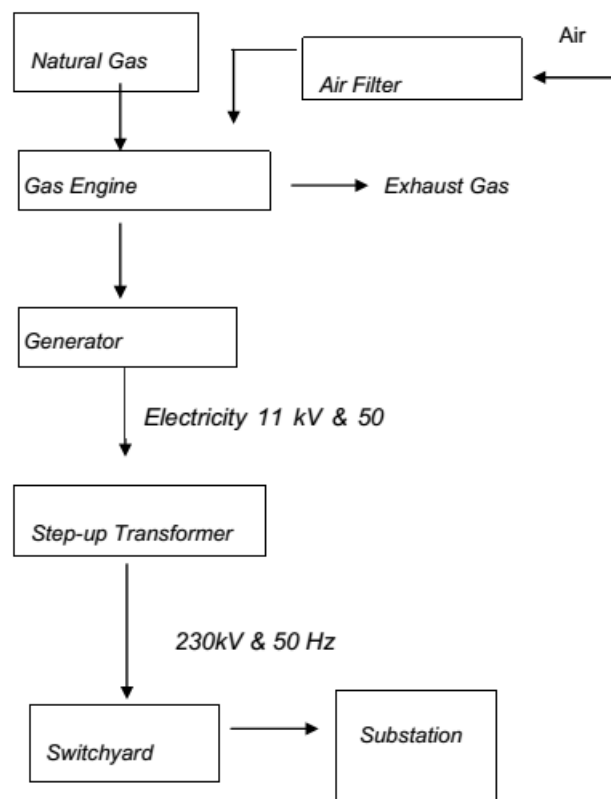 Natural Gas
Air
Air Filter
Gas Engine
Exhaust Gas
Generator
Electricity 11 kV & 50
Step-up Transformer
230kV & 50 Hz
Switchyard
Substation